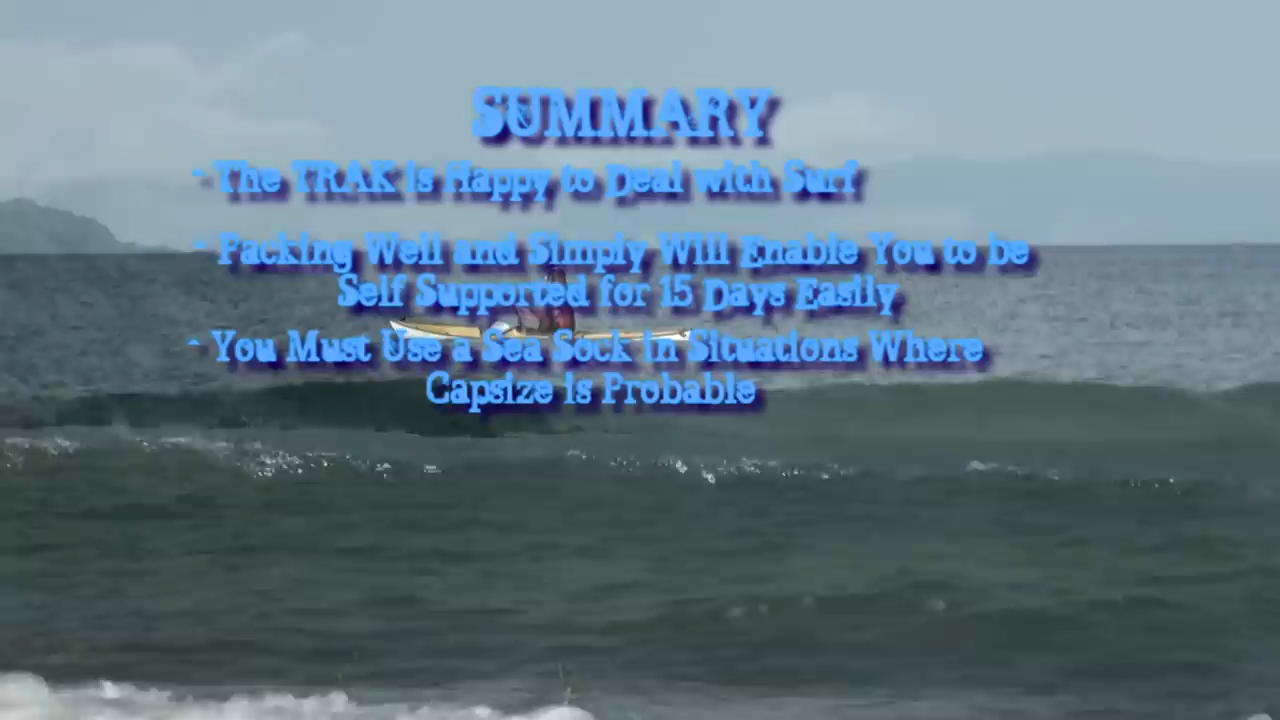 SUMMARY
- The TRAK is Happy to Deal with Surf
- Packing Well and Simply Will Enable You to be
Self Supported for 15 Days Easily
- You Must Use a Sea Sock in Situations Where
Capsize is Probable